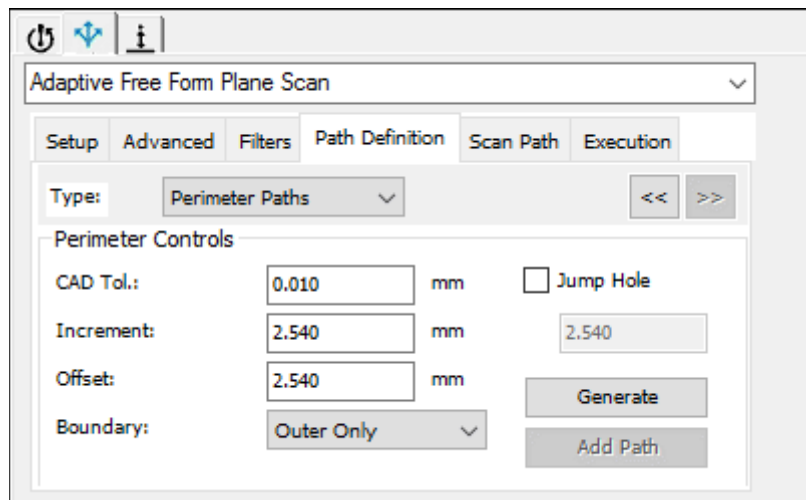 Adaptive Free Form Plane Scan
Setup Advanced Filters Path Definition Scan Path Execution
Type: Perimeter Paths << >>
Perimeter Controls
CAD Tol.: 0.010 mm Jump Hole
Increment: 2.540 mm 2.540
Offset: 2.540 mm Generate
Boundary: Outer Only Add Path